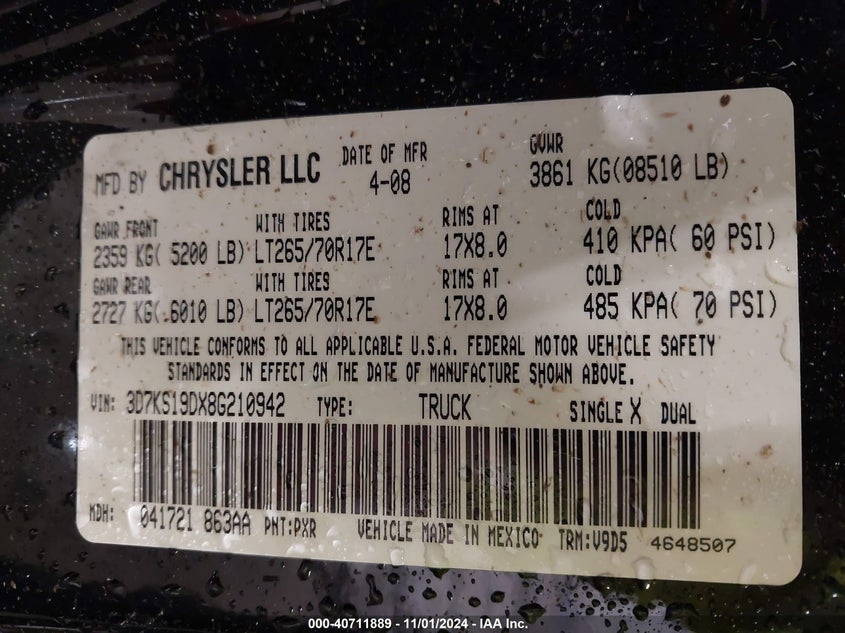 MFD BY CHRYSLER LLC DATE OF MFR 4-08 GVWR 3861 KG(08510 LB)
GAWR FRONT WITH TIRES RIMS AT COLD
2359 KG( 5200 LB) LT265/70R17E 17X8.0 410 KPA( 60 PSI)
GAWR REAR WITH TIRES RIMS AT COLD
2727 KG( 6010 LB) LT265/70R17E 17X8.0 485 KPA( 70 PSI)
THIS VEHICLE CONFORMS TO ALL APPLICABLE U.S.A. FEDERAL MOTOR VEHICLE SAFETY
STANDARDS IN EFFECT ON THE DATE OF MANUFACTURE SHOWN ABOVE.
VIN: 3D7KS19DX8G210942 TYPE: TRUCK SINGLE X DUAL
MDH: 041721 863AA PNT:PXR VEHICLE MADE IN MEXICO TRM:V9D5 4648507
000-40711889 - 11/01/2024 - IAA Inc.